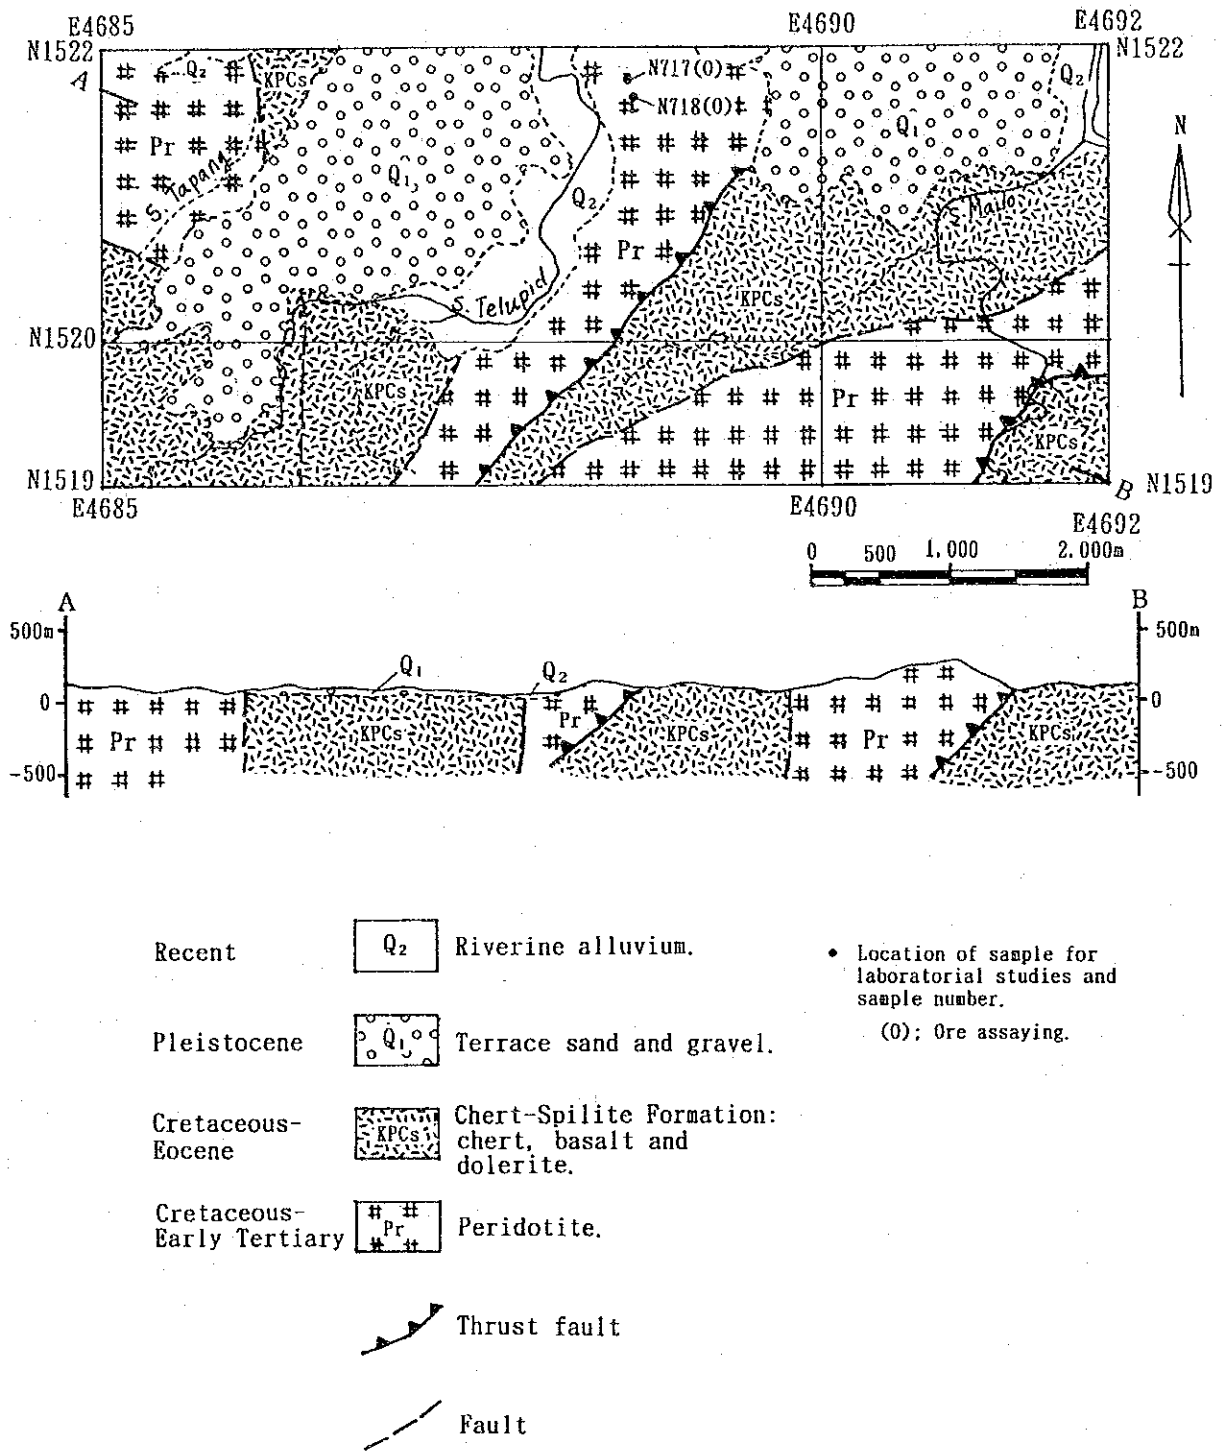 E4685 E4690 E4692
N1522 N1522
A
Q₂
KPCs
N717(O)
Q₂
N718(O)
Pr
Q₁
Q₁
N
S. Tapang
Q₂
S. Mailo
Pr
KPCs
S. Telupid
N1520
KPCs
Pr
KPCs
N1519 B N1519
E4685 E4690 E4692
0 500 1.000 2.000m
A B
500m 500m
Q₁ Q₂
0 0
Pr KPCs Pr KPCs Pr KPCs
-500 -500
Recent Q₂ Riverine alluvium.
• Location of sample for
laboratorial studies and
sample number.
(O); Ore assaying.
Pleistocene Q₁ Terrace sand and gravel.
Cretaceous-
Eocene
KPCs
Chert-Spilite Formation:
chert, basalt and
dolerite.
Cretaceous-
Early Tertiary
Pr
Peridotite.
Thrust fault
Fault